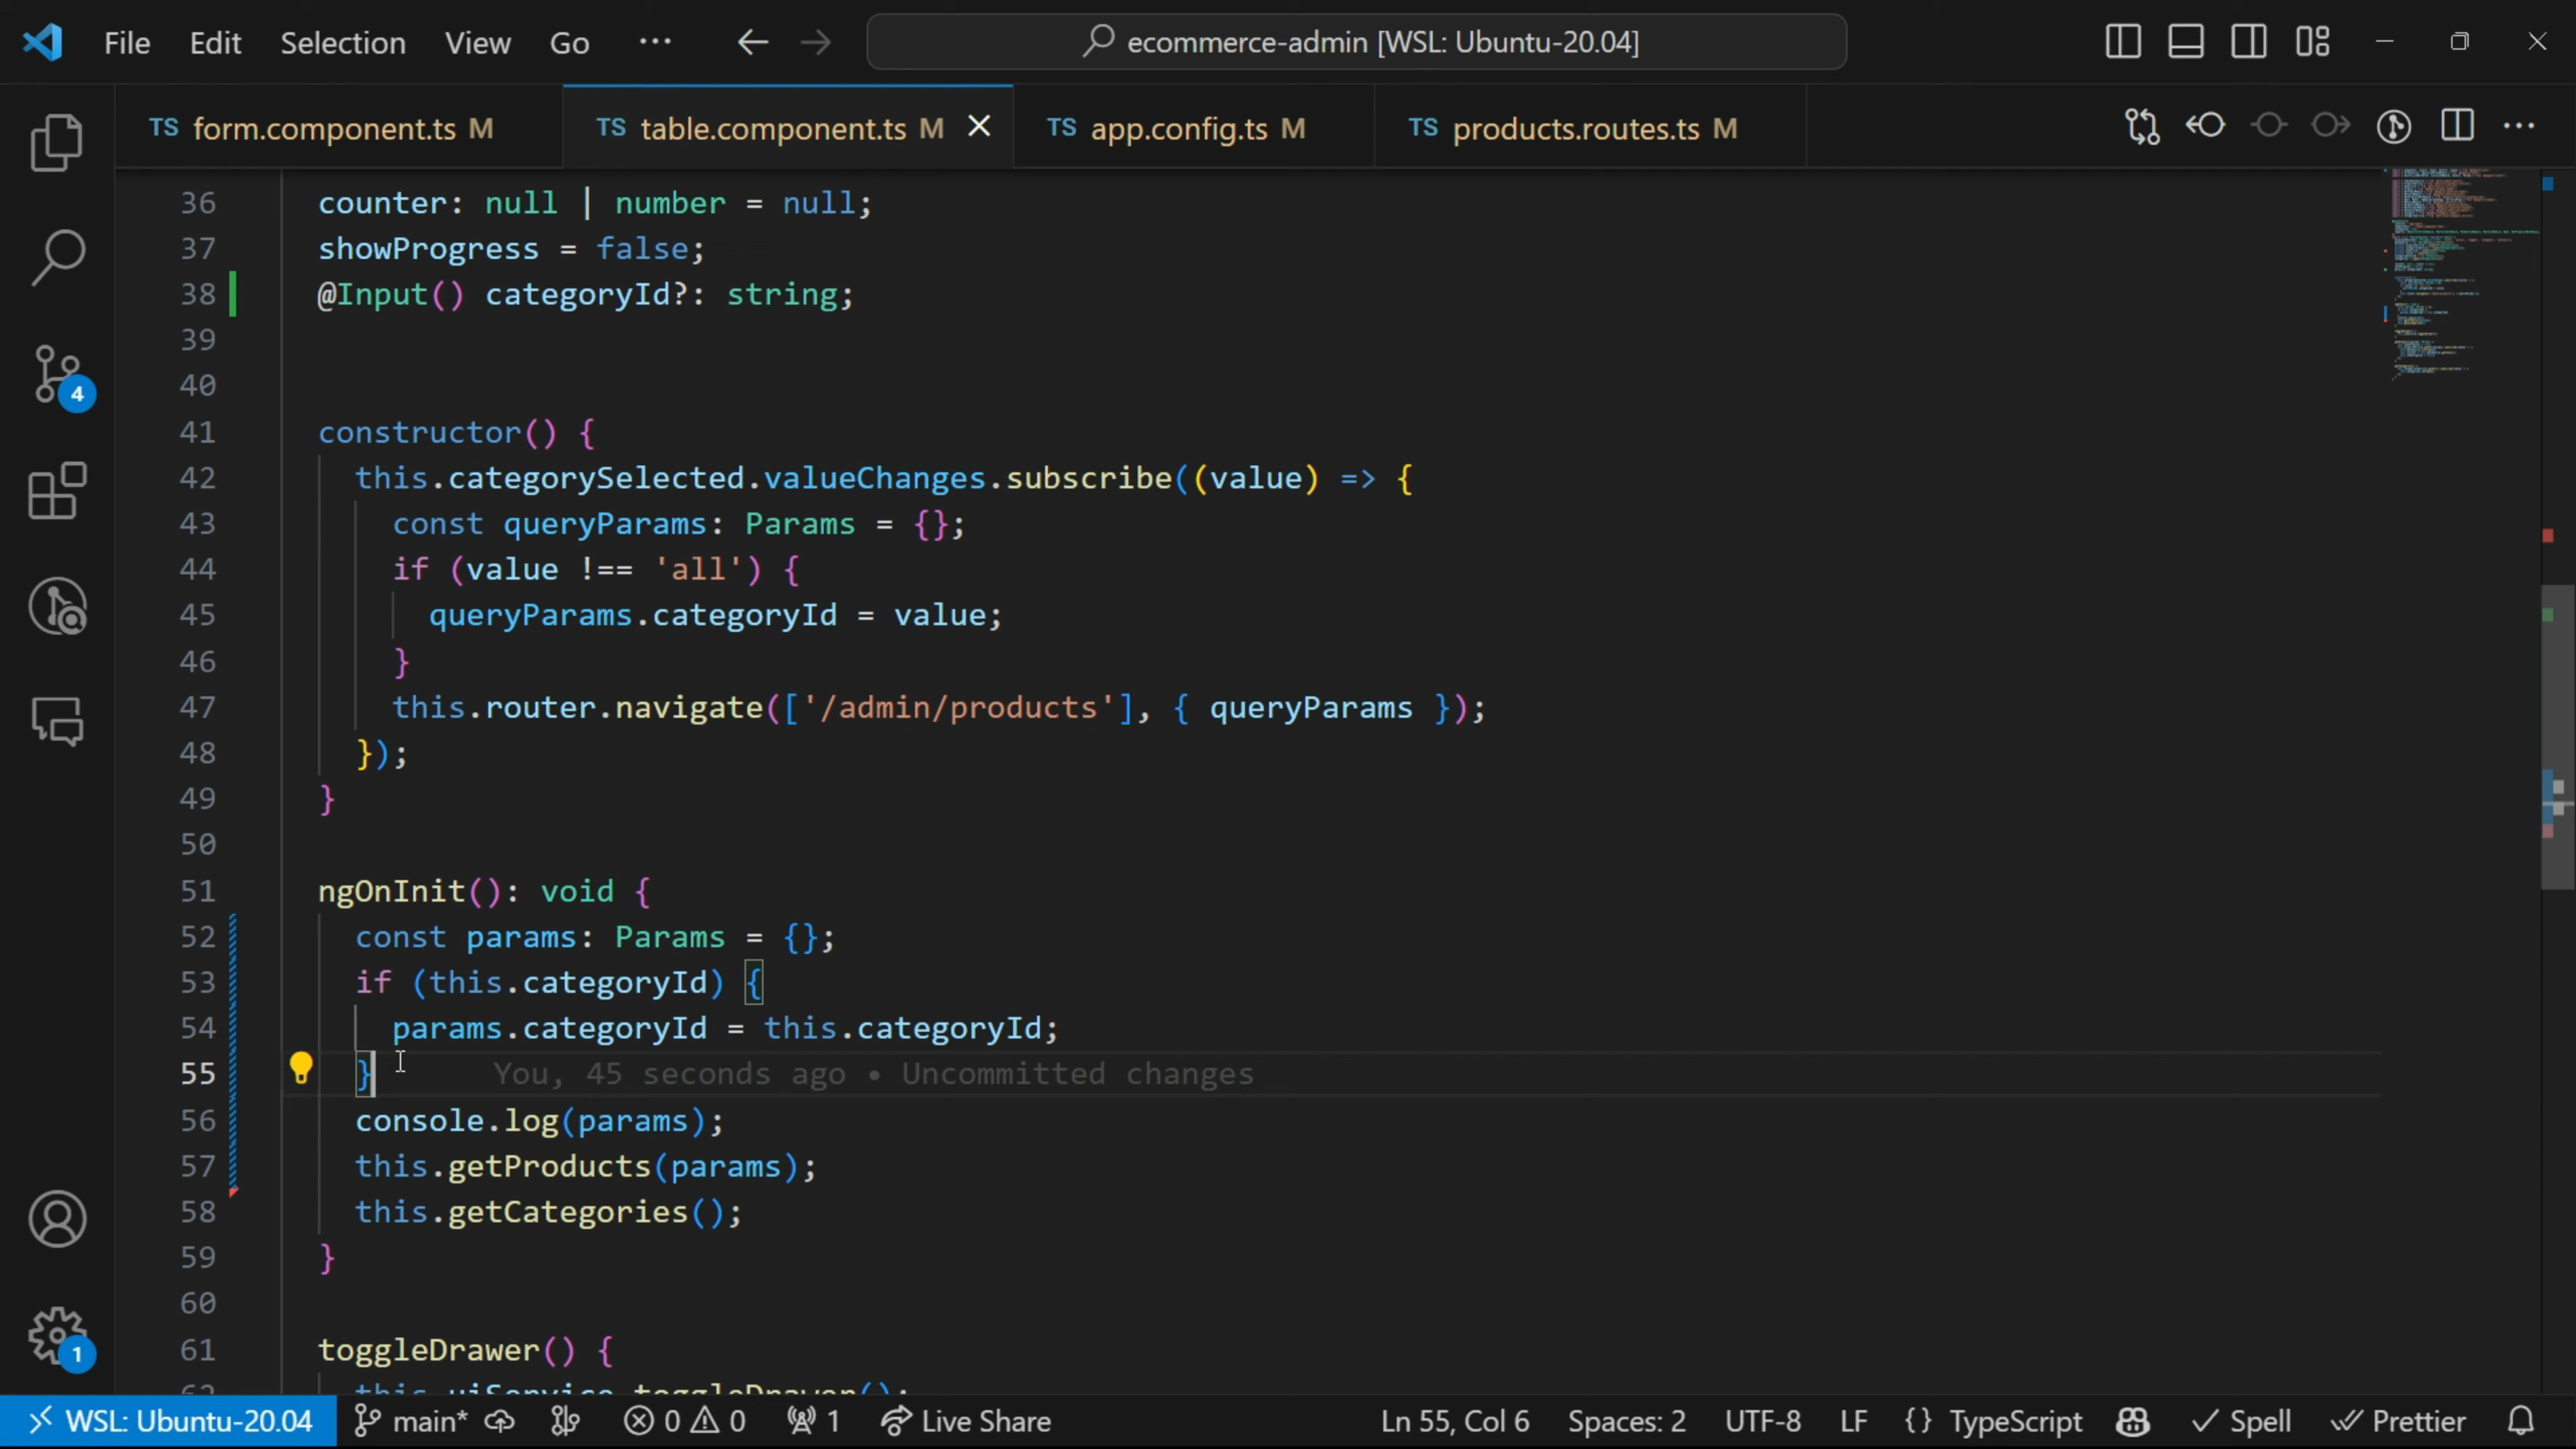 File Edit Selection View Go ··· ecommerce-admin [WSL: Ubuntu-20.04]
TS form.component.ts M TS table.component.ts M TS app.config.ts M TS products.routes.ts M
36 counter: null | number = null;
37 showProgress = false;
38 @Input() categoryId?: string;
39
40
41 constructor() {
42 this.categorySelected.valueChanges.subscribe((value) => {
43 const queryParams: Params = {};
44 if (value !== 'all') {
45 queryParams.categoryId = value;
46 }
47 this.router.navigate(['/admin/products'], { queryParams });
48 });
49 }
50
51 ngOnInit(): void {
52 const params: Params = {};
53 if (this.categoryId) {
54 params.categoryId = this.categoryId;
55 } You, 45 seconds ago • Uncommitted changes
56 console.log(params);
57 this.getProducts(params);
58 this.getCategories();
59 }
60
61 toggleDrawer() {
62 this.uiService.toggleDrawer();
4
1
WSL: Ubuntu-20.04 main* 0 0 1 Live Share Ln 55, Col 6 Spaces: 2 UTF-8 LF {} TypeScript Spell Prettier